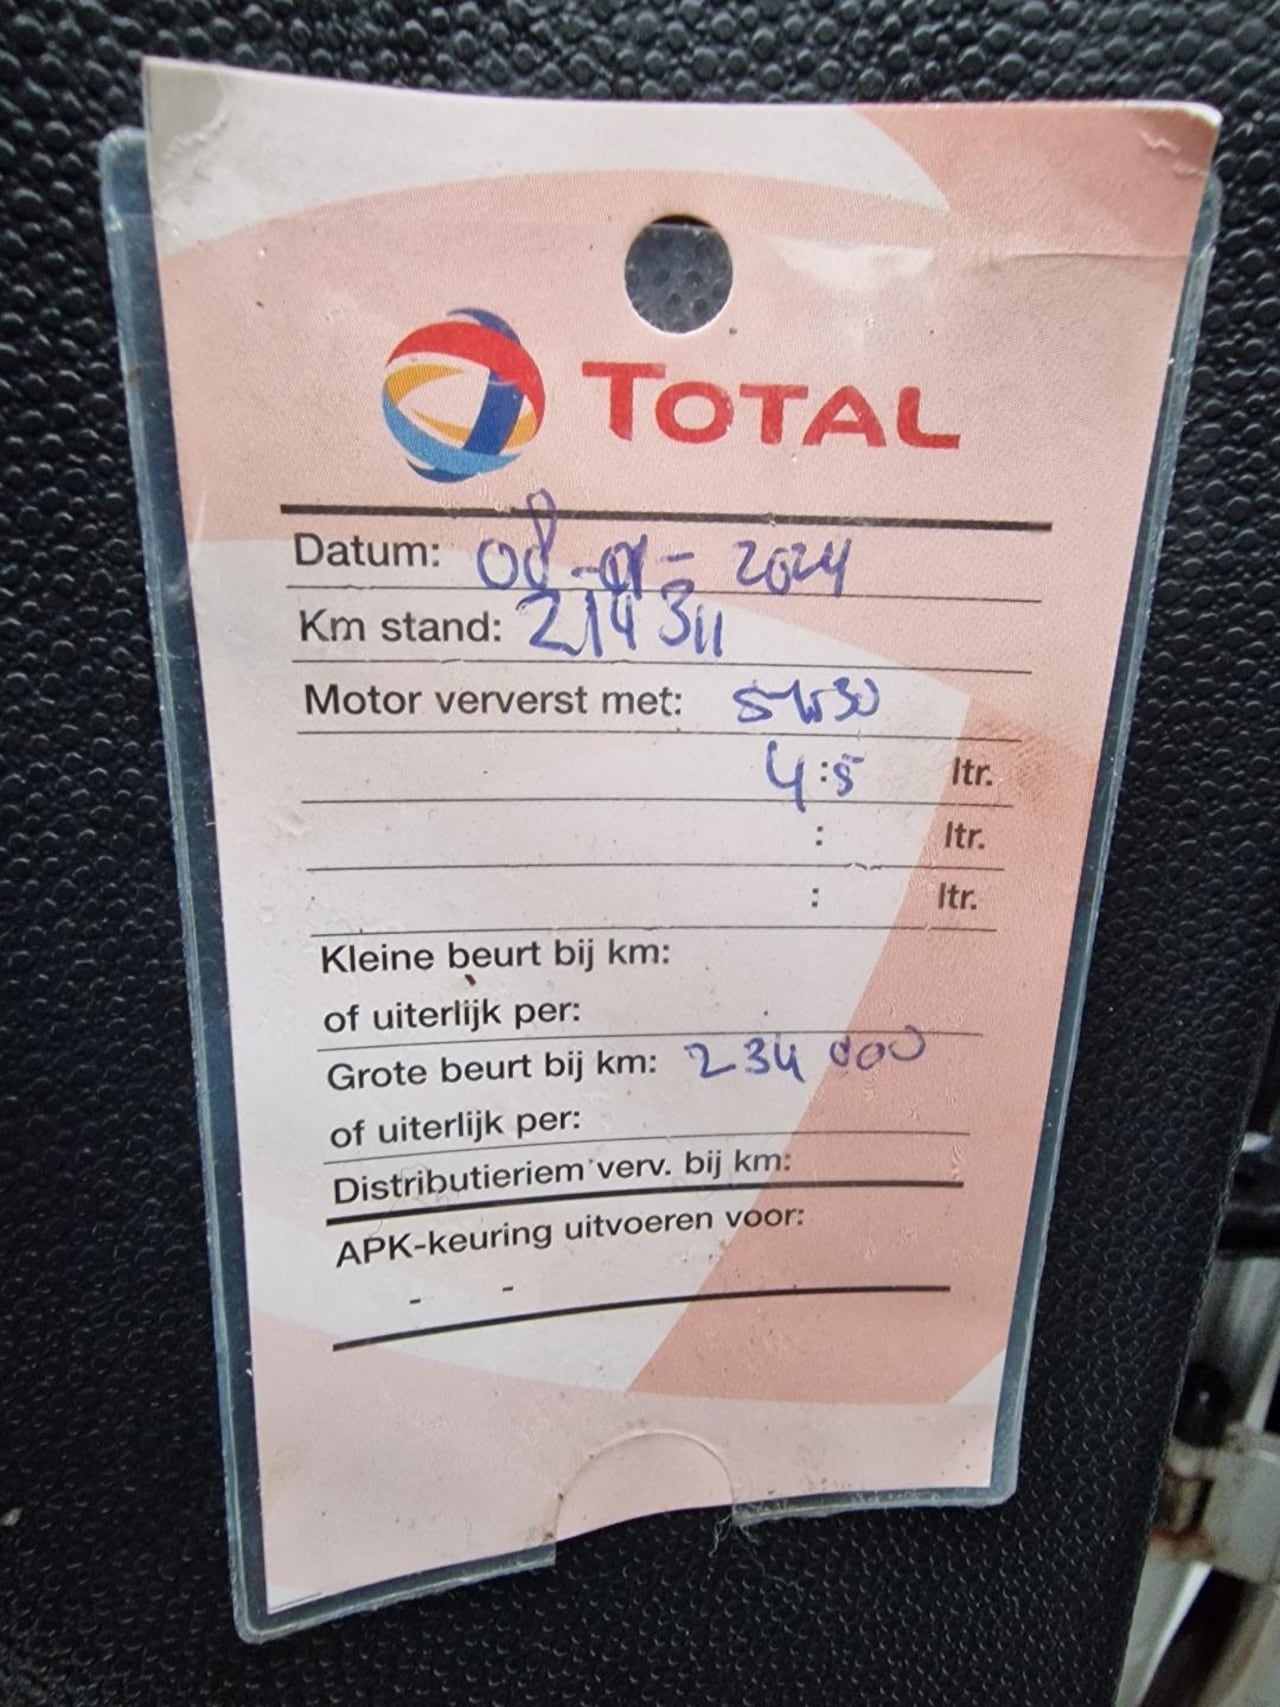 TOTAL
Datum: 08-01-2024
Km stand: 214311
Motor ververst met: 5W30
4:5 ltr.
: ltr.
: ltr.
Kleine beurt bij km:
of uiterlijk per:
Grote beurt bij km: 234 000
of uiterlijk per:
Distributieriem verv. bij km:
APK-keuring uitvoeren voor:
- -